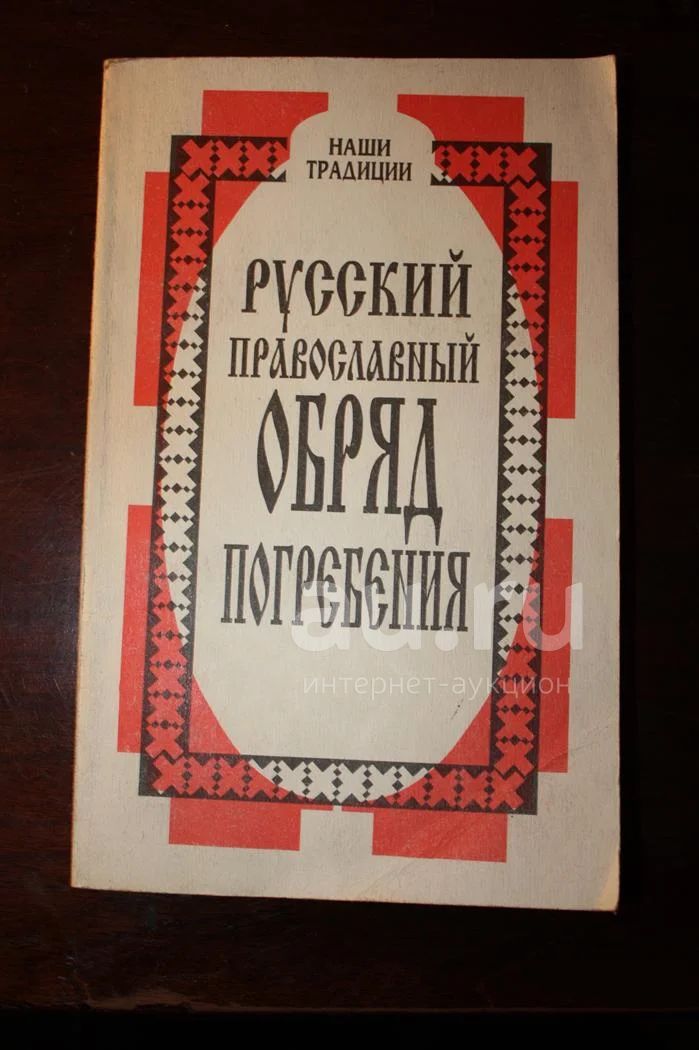 НАШИ
ТРАДИЦИИ
РУССКИЙ
ПРАВОСЛАВНЫЙ
ОБРЯД
ПОГРЕБЕНИЯ
au.ru
интернет-аукцион